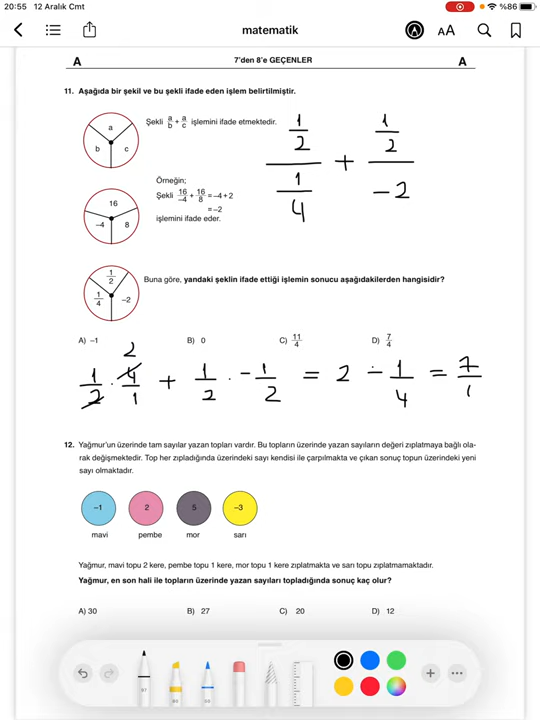 20:55 12 Aralık Cmt %86
matematik
AA
A 7'den 8'e GEÇENLER A
11. Aşağıda bir şekil ve bu şekli ifade eden işlem belirtilmiştir.
a b c
Şekli a/b + a/c işlemini ifade etmektedir.
1/2 / 1/4 + 1/2 / -2
Örneğin;
16 -4 8
Şekli 16/-4 + 16/8 = -4 + 2
= -2
işlemini ifade eder.
1/2 1/4 -2
Buna göre, yandaki şeklin ifade ettiği işlemin sonucu aşağıdakilerden hangisidir?
A) -1 B) 0 C) 11/4 D) 7/4
2
1/2 . 4/1 + 1/2 . -1/2 = 2 - 1/4 = 7/
12. Yağmur'un üzerinde tam sayılar yazan topları vardır. Bu topların üzerinde yazan sayıların değeri zıplatmaya bağlı ola-
rak değişmektedir. Top her zıpladığında üzerindeki sayı kendisi ile çarpılmakta ve çıkan sonuç topun üzerindeki yeni
sayı olmaktadır.
-1 2 5 -3
mavi pembe mor sarı
Yağmur, mavi topu 2 kere, pembe topu 1 kere, mor topu 1 kere zıplatmakta ve sarı topu zıplatmamaktadır.
Yağmur, en son hali ile topların üzerinde yazan sayıları topladığında sonuç kaç olur?
A) 30 B) 27 C) 20 D) 12